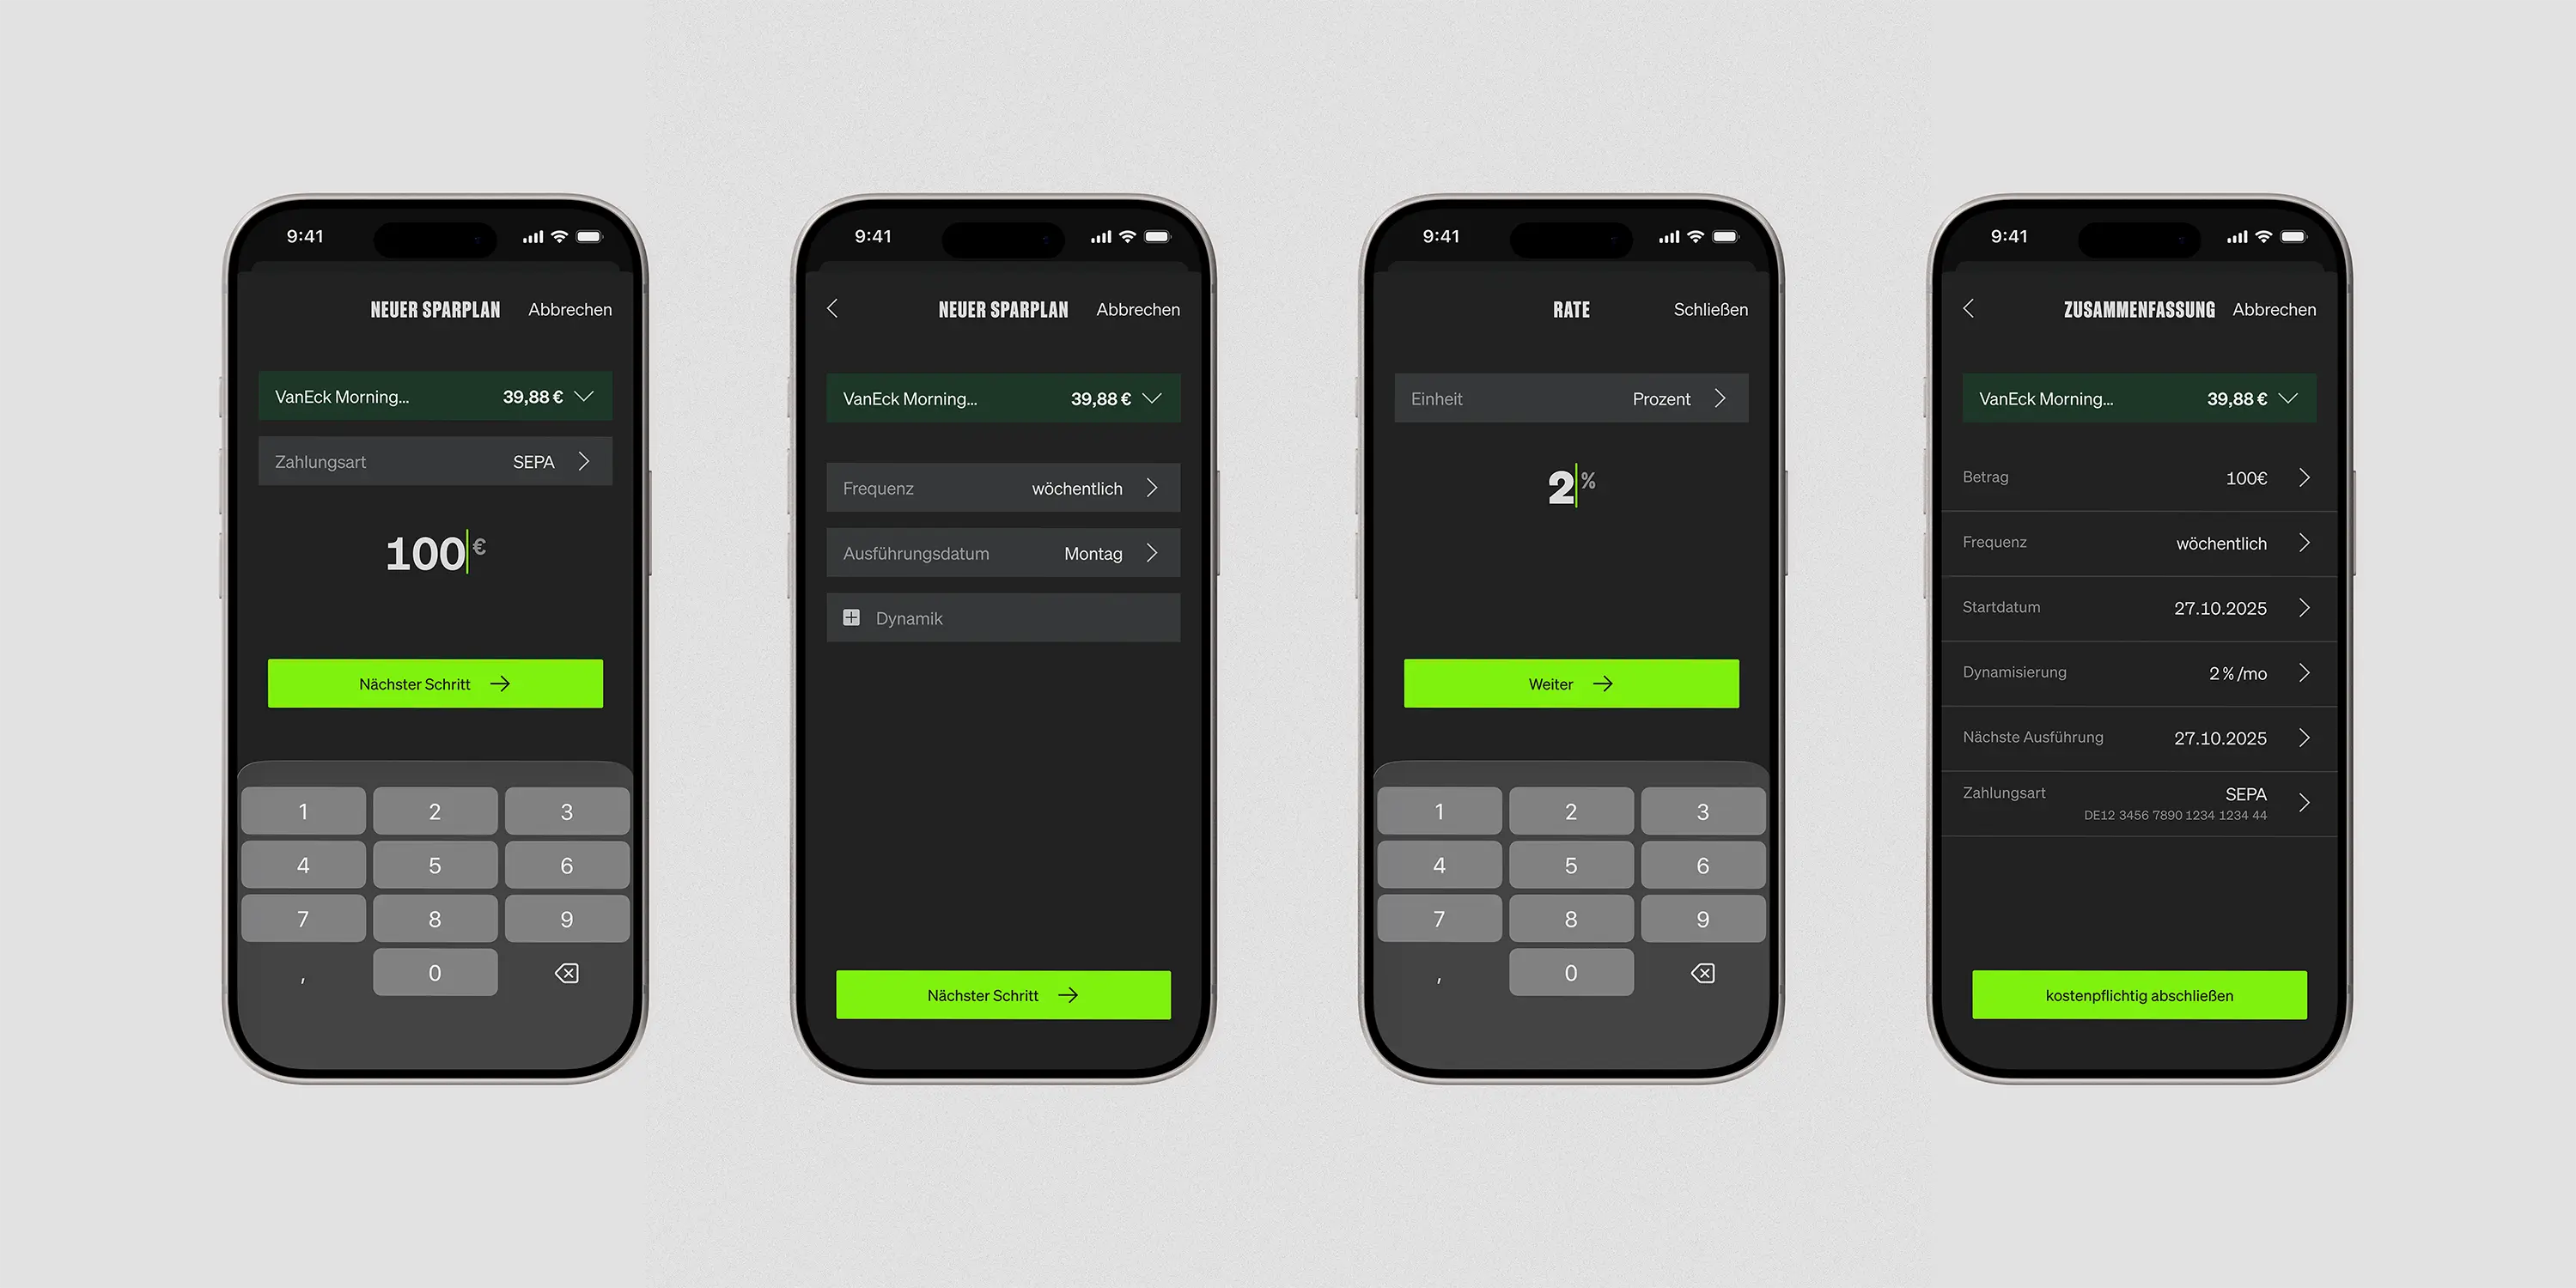 9:41
NEUER SPARPLAN Abbrechen
VanEck Morning... 39,88 €
Zahlungsart SEPA
100 €
Nächster Schritt
1 2 3
4 5 6
7 8 9
, 0
9:41
NEUER SPARPLAN Abbrechen
VanEck Morning... 39,88 €
Frequenz wöchentlich
Ausführungsdatum Montag
Dynamik
Nächster Schritt
9:41
RATE Schließen
Einheit Prozent
2 %
Weiter
1 2 3
4 5 6
7 8 9
, 0
9:41
ZUSAMMENFASSUNG Abbrechen
VanEck Morning... 39,88 €
Betrag 100€
Frequenz wöchentlich
Startdatum 27.10.2025
Dynamisierung 2 % /mo
Nächste Ausführung 27.10.2025
Zahlungsart SEPA
DE12 3456 7890 1234 1234 44
kostenpflichtig abschließen